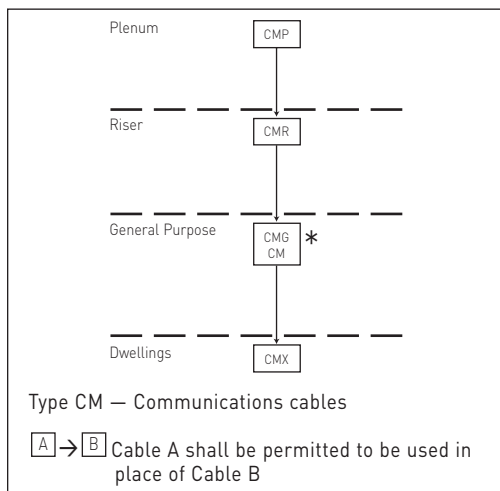 Plenum
CMP
Riser
CMR
General Purpose
CMG *
CM
Dwellings
CMX
Type CM — Communications cables
A → B Cable A shall be permitted to be used in
place of Cable B